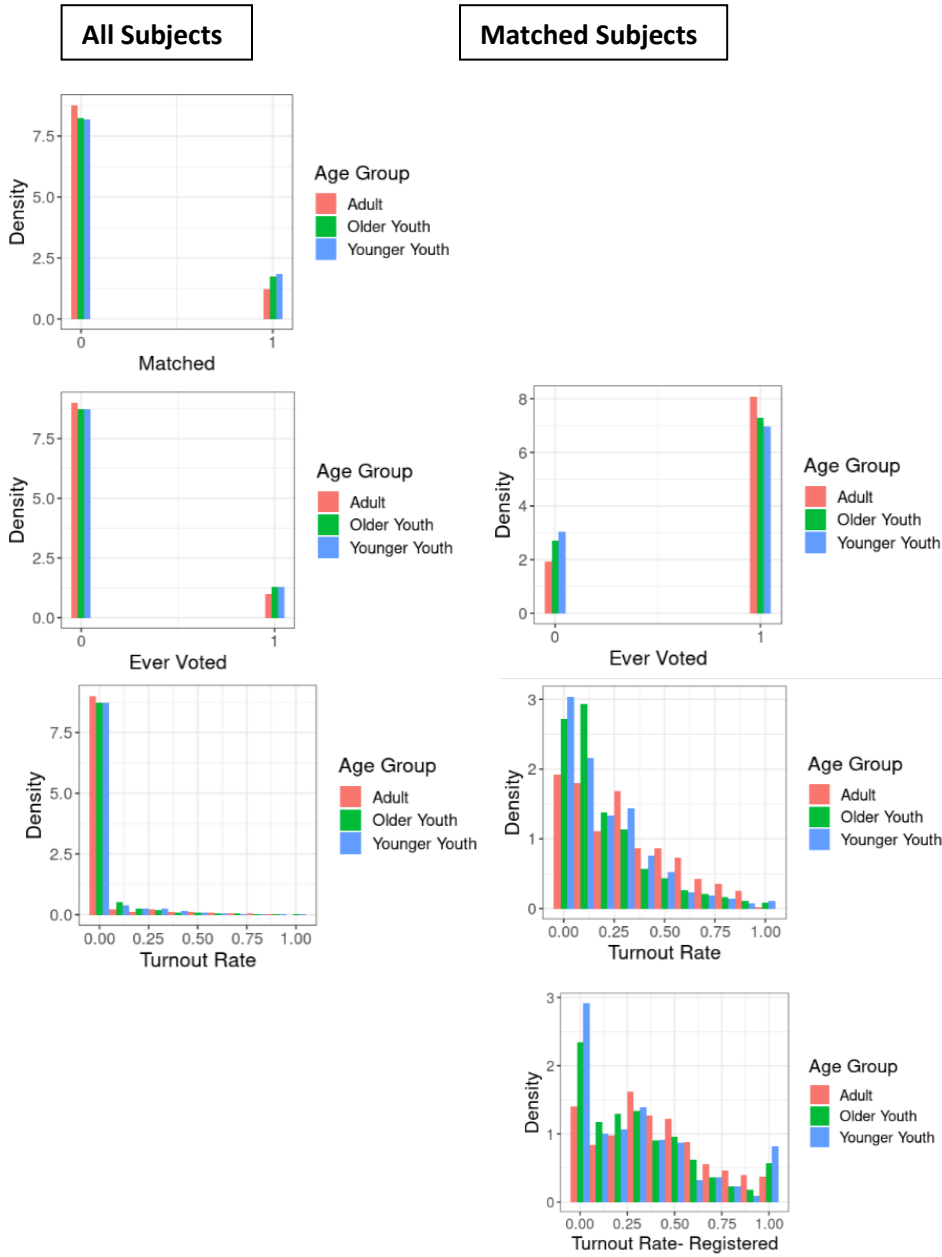 All Subjects
Matched Subjects
Density
7.5
5.0
2.5
0.0
0
1
Matched
Age Group
Adult
Older Youth
Younger Youth
Density
7.5
5.0
2.5
0.0
0
1
Ever Voted
Age Group
Adult
Older Youth
Younger Youth
Density
8
6
4
2
0
0
1
Ever Voted
Age Group
Adult
Older Youth
Younger Youth
Density
7.5
5.0
2.5
0.0
0.00 0.25 0.50 0.75 1.00
Turnout Rate
Age Group
Adult
Older Youth
Younger Youth
Density
3
2
1
0
0.00 0.25 0.50 0.75 1.00
Turnout Rate
Age Group
Adult
Older Youth
Younger Youth
Density
3
2
1
0
0.00 0.25 0.50 0.75 1.00
Turnout Rate- Registered
Age Group
Adult
Older Youth
Younger Youth